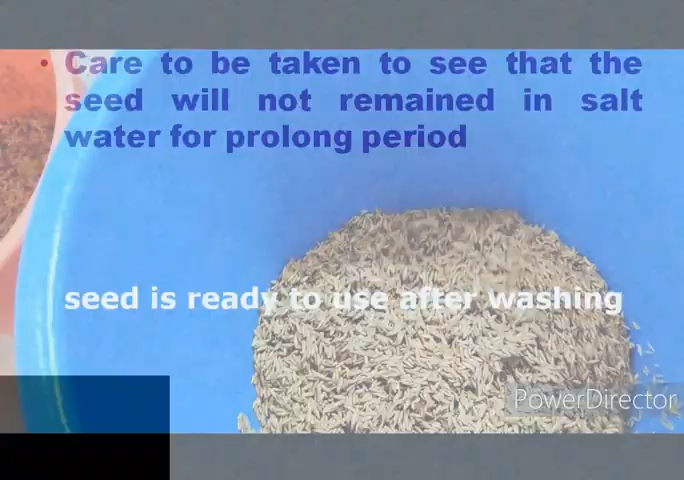 • Care to be taken to see that the
seed will not remained in salt
water for prolong period
seed is ready to use after washing
PowerDirector